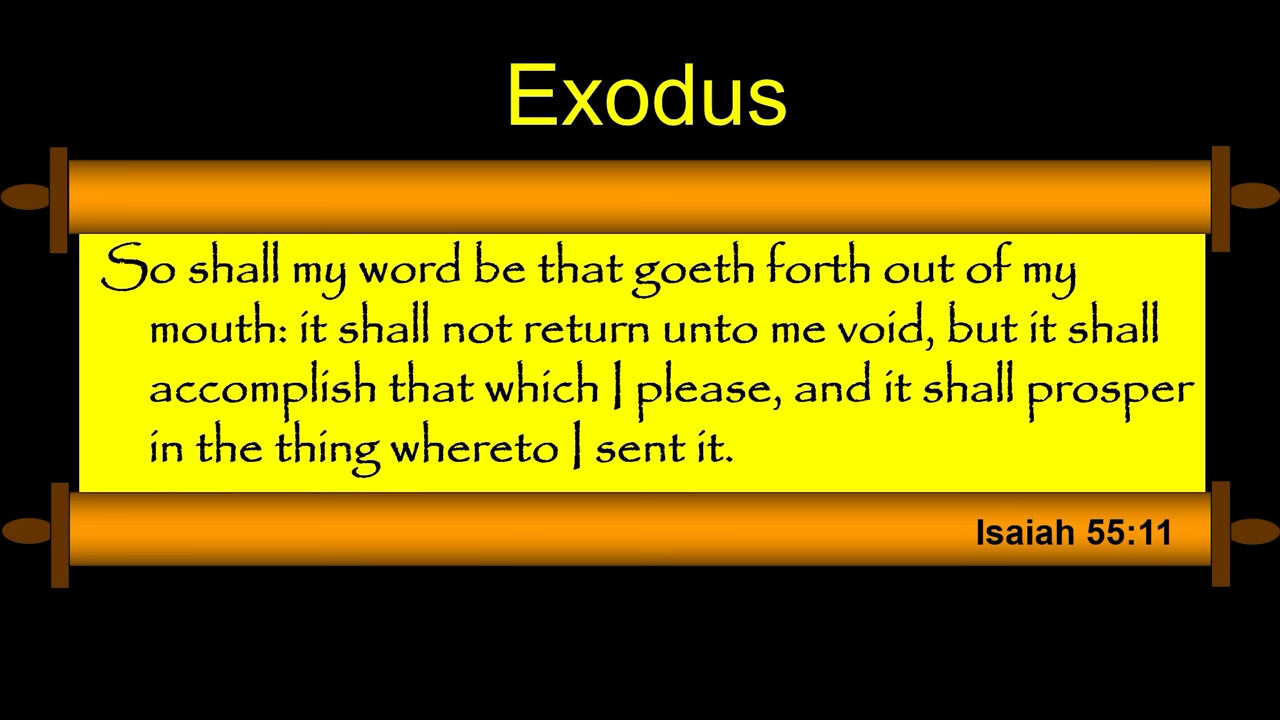 Exodus
So shall my word be that goeth forth out of my
mouth: it shall not return unto me void, but it shall
accomplish that which I please, and it shall prosper
in the thing whereto I sent it.
Isaiah 55:11